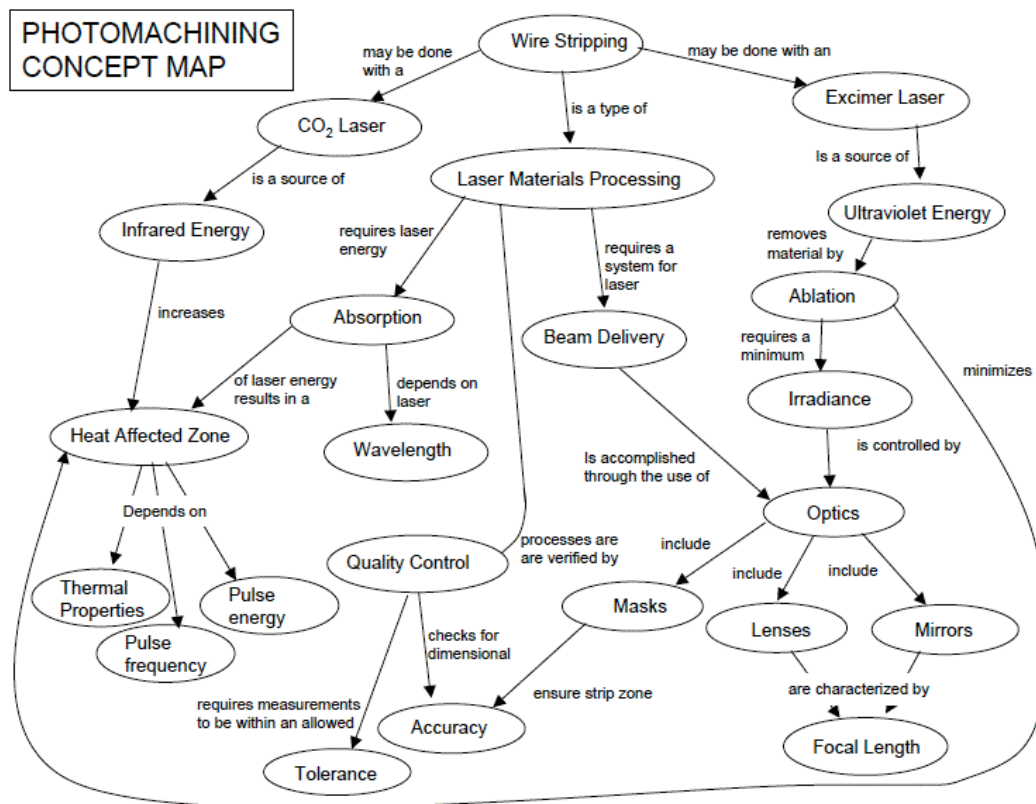 PHOTOMACHINING
CONCEPT MAP
Wire Stripping
may be done
with a
may be done with an
is a type of
CO₂ Laser
Excimer Laser
is a source of
Is a source of
Laser Materials Processing
Infrared Energy
Ultraviolet Energy
requires laser
energy
requires a
system for
laser
removes
material by
increases
Absorption
Beam Delivery
Ablation
requires a
minimum
minimizes
of laser energy
results in a
depends on
laser
Irradiance
Heat Affected Zone
Wavelength
is controlled by
Is accomplished
through the use of
Depends on
Optics
processes are
are verified by
include
include
include
Quality Control
Thermal
Properties
Pulse
energy
Pulse
frequency
Masks
Lenses
Mirrors
checks for
dimensional
ensure strip zone
are characterized by
requires measurements
to be within an allowed
Accuracy
Focal Length
Tolerance